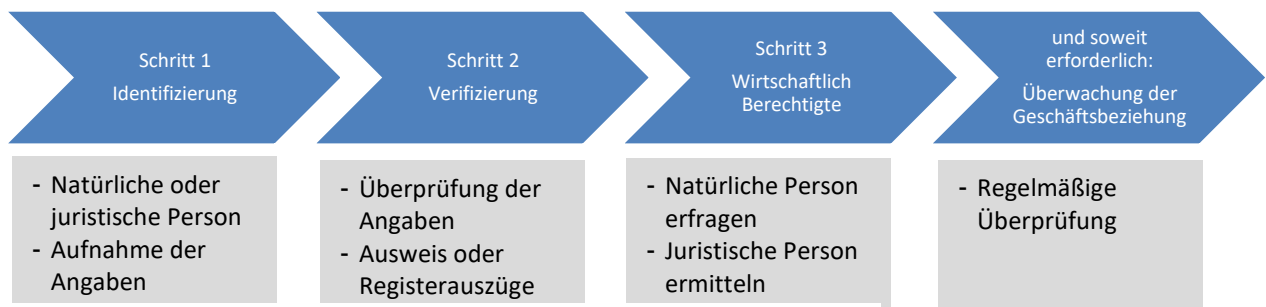 Schritt 1
Identifizierung
- Natürliche oder
juristische Person
- Aufnahme der
Angaben
Schritt 2
Verifizierung
- Überprüfung der
Angaben
- Ausweis oder
Registerauszüge
Schritt 3
Wirtschaftlich
Berechtigte
- Natürliche Person
erfragen
- Juristische Person
ermitteln
und soweit
erforderlich:
Überwachung der
Geschäftsbeziehung
- Regelmäßige
Überprüfung